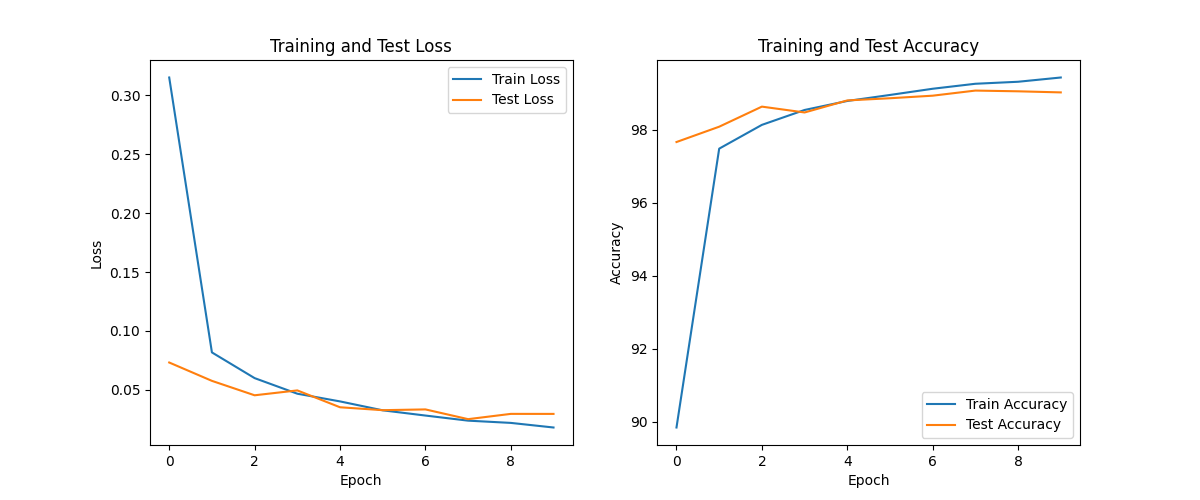 Training and Test Loss
Train Loss
Test Loss
0.30
0.25
0.20
0.15
0.10
0.05
Loss
0 2 4 6 8
Epoch
Training and Test Accuracy
98
96
94
92
90
Accuracy
Train Accuracy
Test Accuracy
0 2 4 6 8
Epoch